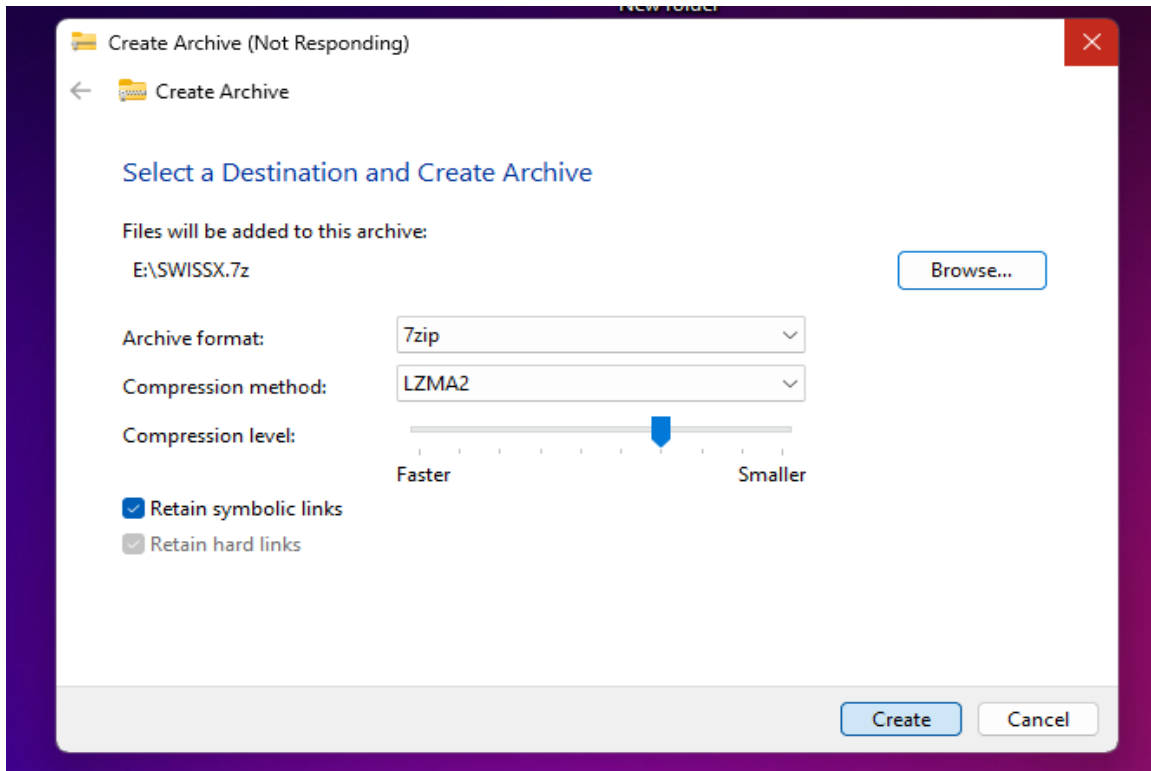 New folder
Create Archive (Not Responding)
Create Archive
Select a Destination and Create Archive
Files will be added to this archive:
E:\SWISSX.7z
Browse...
Archive format:
7zip
Compression method:
LZMA2
Compression level:
Faster
Smaller
Retain symbolic links
Retain hard links
Create
Cancel